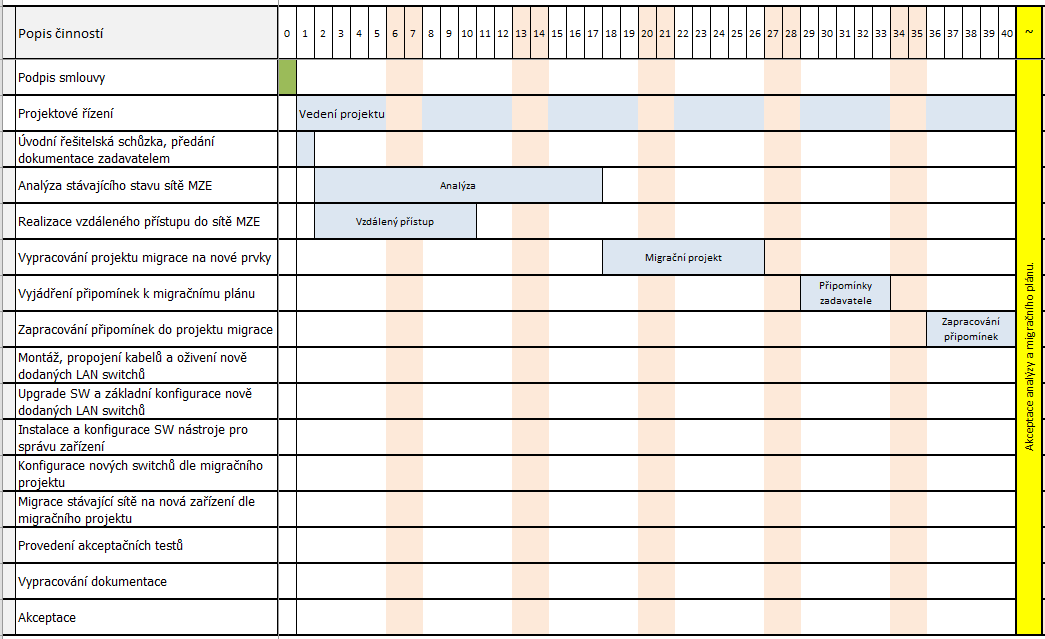 Popis činností
0 1 2 3 4 5 6 7 8 9 10 11 12 13 14 15 16 17 18 19 20 21 22 23 24 25 26 27 28 29 30 31 32 33 34 35 36 37 38 39 40 ~
Podpis smlouvy
Projektové řízení
Vedení projektu
Úvodní řešitelská schůzka, předání
dokumentace zadavatelem
Analýza stávajícího stavu sítě MZE
Analýza
Realizace vzdáleného přístupu do sítě MZE
Vzdálený přístup
Vypracování projektu migrace na nové prvky
Migrační projekt
Vyjádření připomínek k migračnímu plánu
Připomínky
zadavatele
Zapracování připomínek do projektu migrace
Zapracování
připomínek
Montáž, propojení kabelů a oživení nově
dodaných LAN switchů
Upgrade SW a základní konfigurace nově
dodaných LAN switchů
Instalace a konfigurace SW nástroje pro
správu zařízení
Konfigurace nových switchů dle migračního
projektu
Migrace stávající sítě na nová zařízení dle
migračního projektu
Provedení akceptačních testů
Vypracování dokumentace
Akceptace
Akceptace analýzy a migračního plánu.